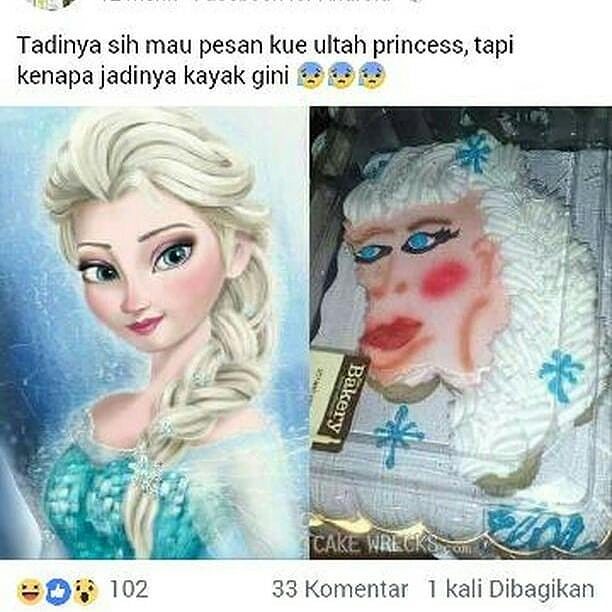 Tadinya sih mau pesan kue ultah princess, tapi
kenapa jadinya kayak gini 😰😰😰
Bakery
CAKE WRECKS.com
102 33 Komentar 1 kali Dibagikan